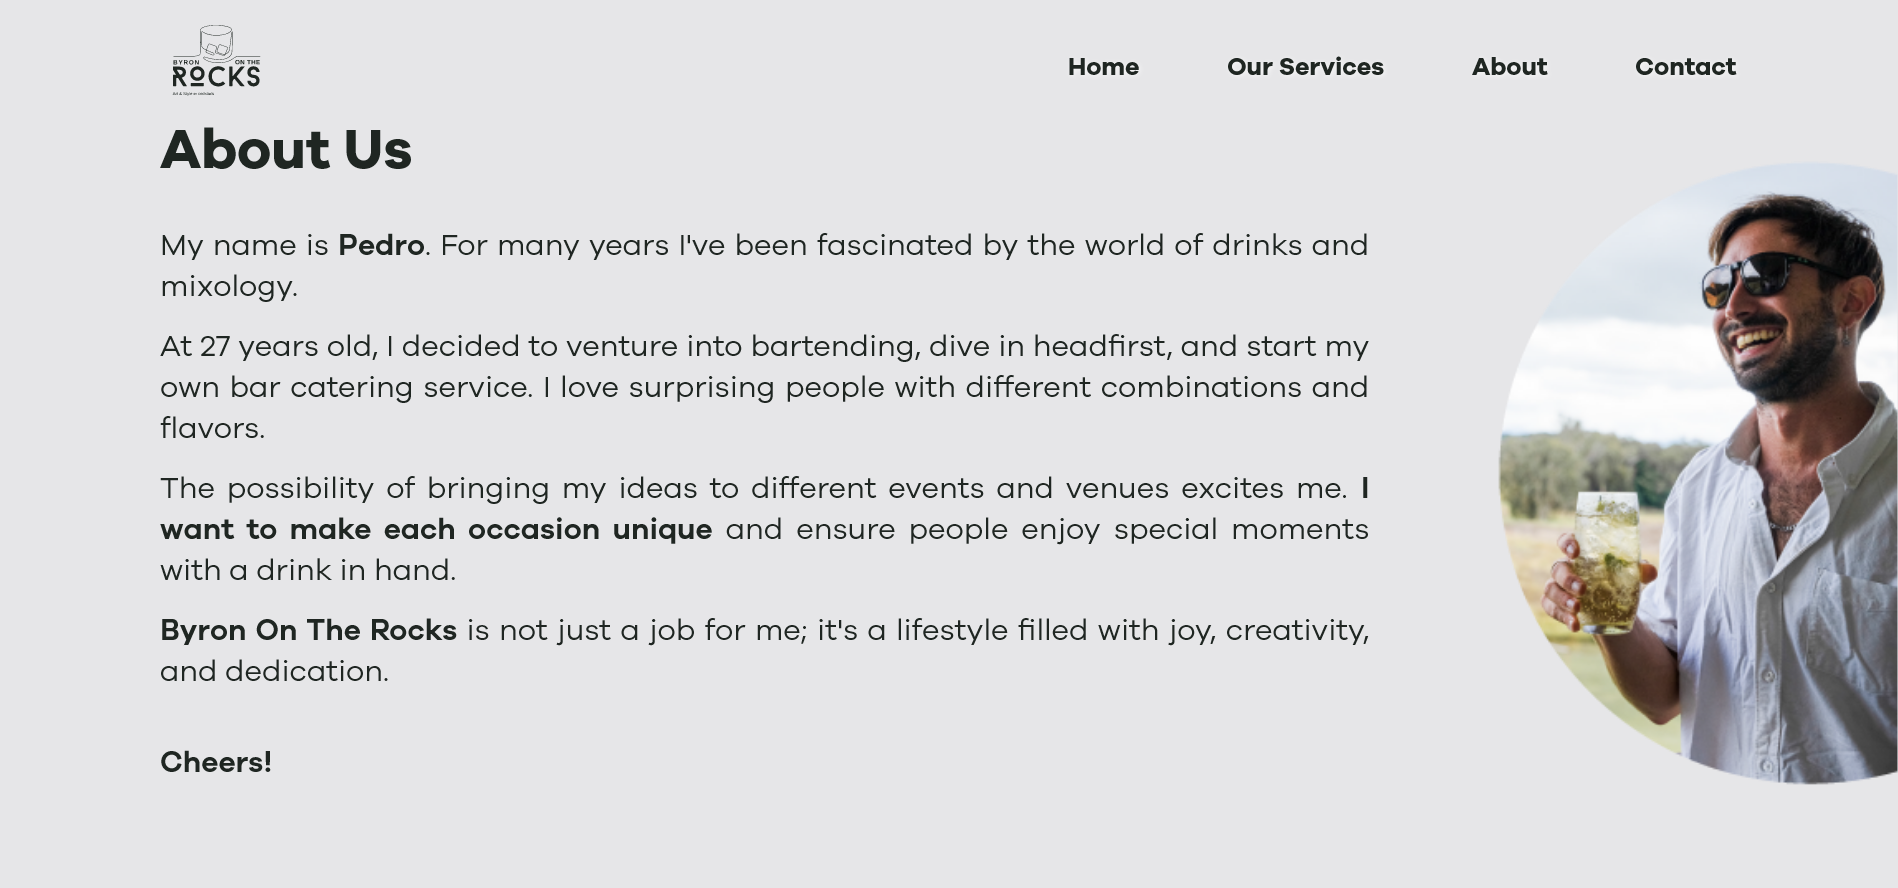 BYRON ON THE
ROCKS
Home Our Services About Contact
About Us
My name is Pedro. For many years I've been fascinated by the world of drinks and
mixology.
At 27 years old, I decided to venture into bartending, dive in headfirst, and start my
own bar catering service. I love surprising people with different combinations and
flavors.
The possibility of bringing my ideas to different events and venues excites me. I
want to make each occasion unique and ensure people enjoy special moments
with a drink in hand.
Byron On The Rocks is not just a job for me; it's a lifestyle filled with joy, creativity,
and dedication.
Cheers!